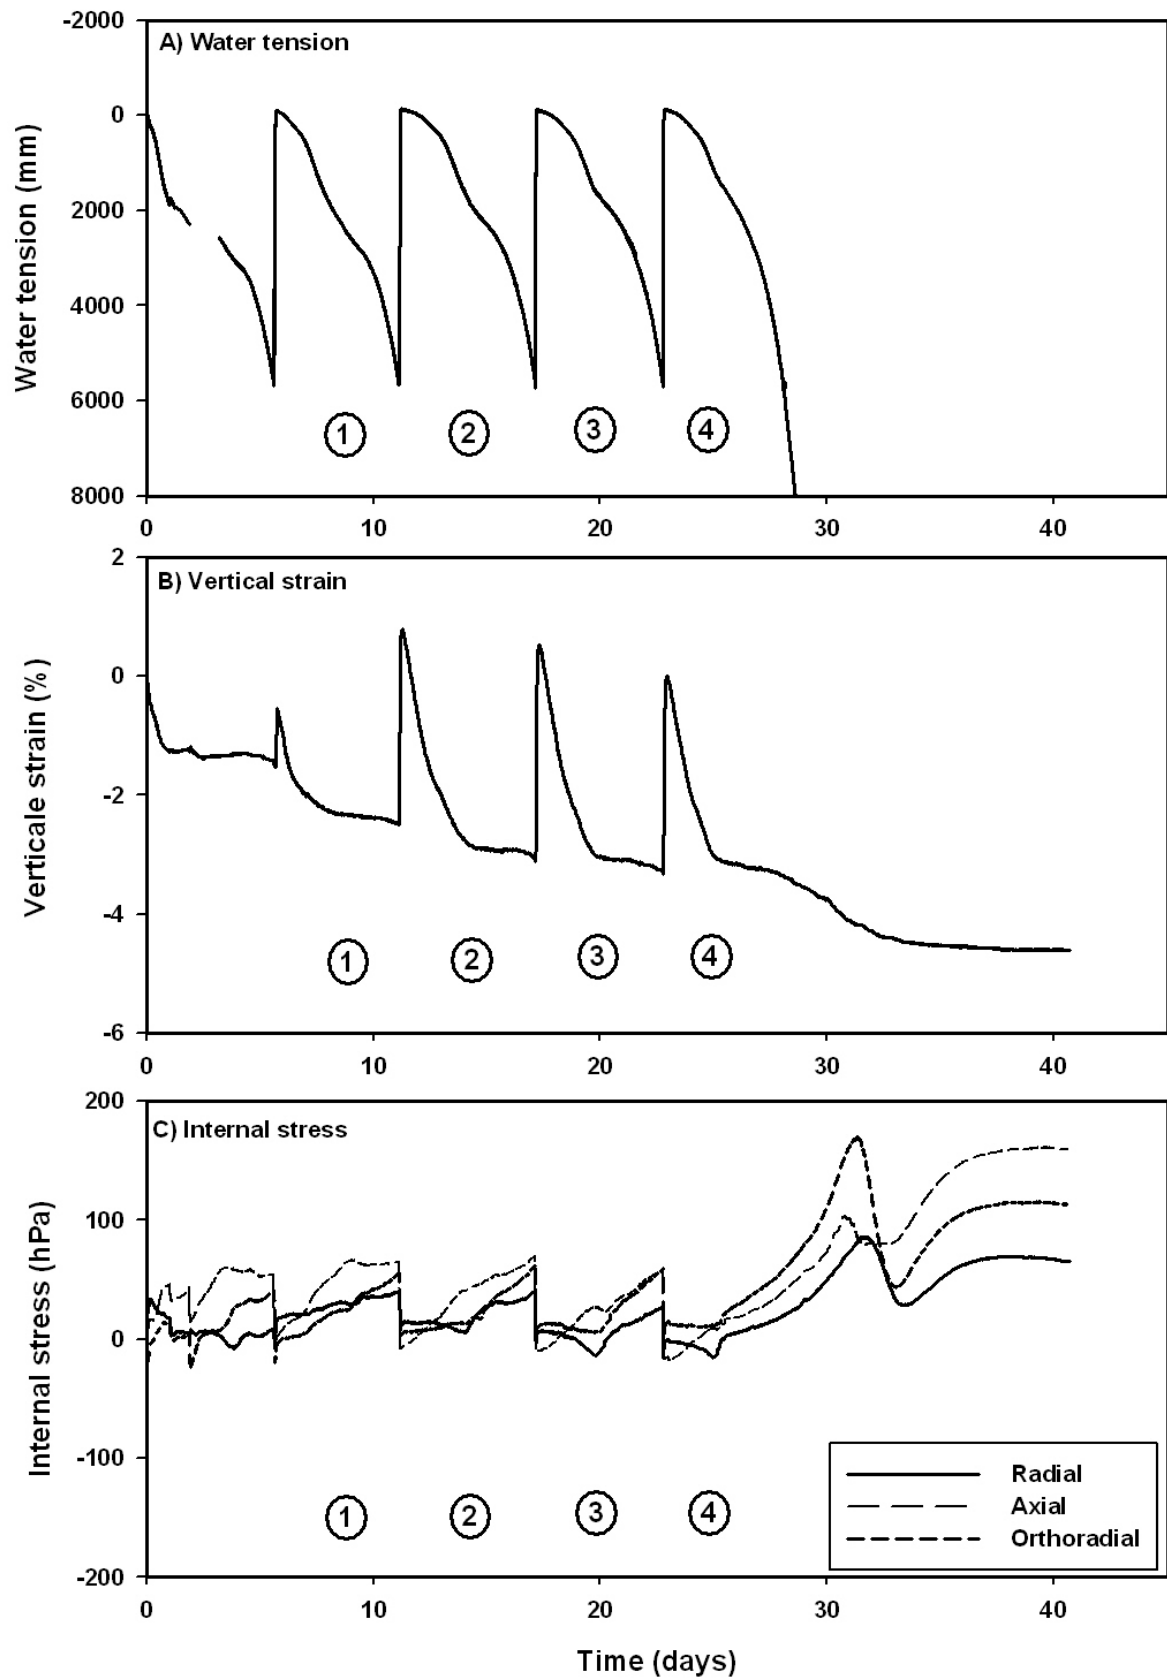 A) Water tension
Water tension (mm)
-2000
0
2000
4000
6000
8000
1 2 3 4
0 10 20 30 40
B) Vertical strain
Verticale strain (%)
2
0
-2
-4
-6
1 2 3 4
0 10 20 30 40
C) Internal stress
Internal stress (hPa)
200
100
0
-100
-200
1 2 3 4
Radial
Axial
Orthoradial
0 10 20 30 40
Time (days)